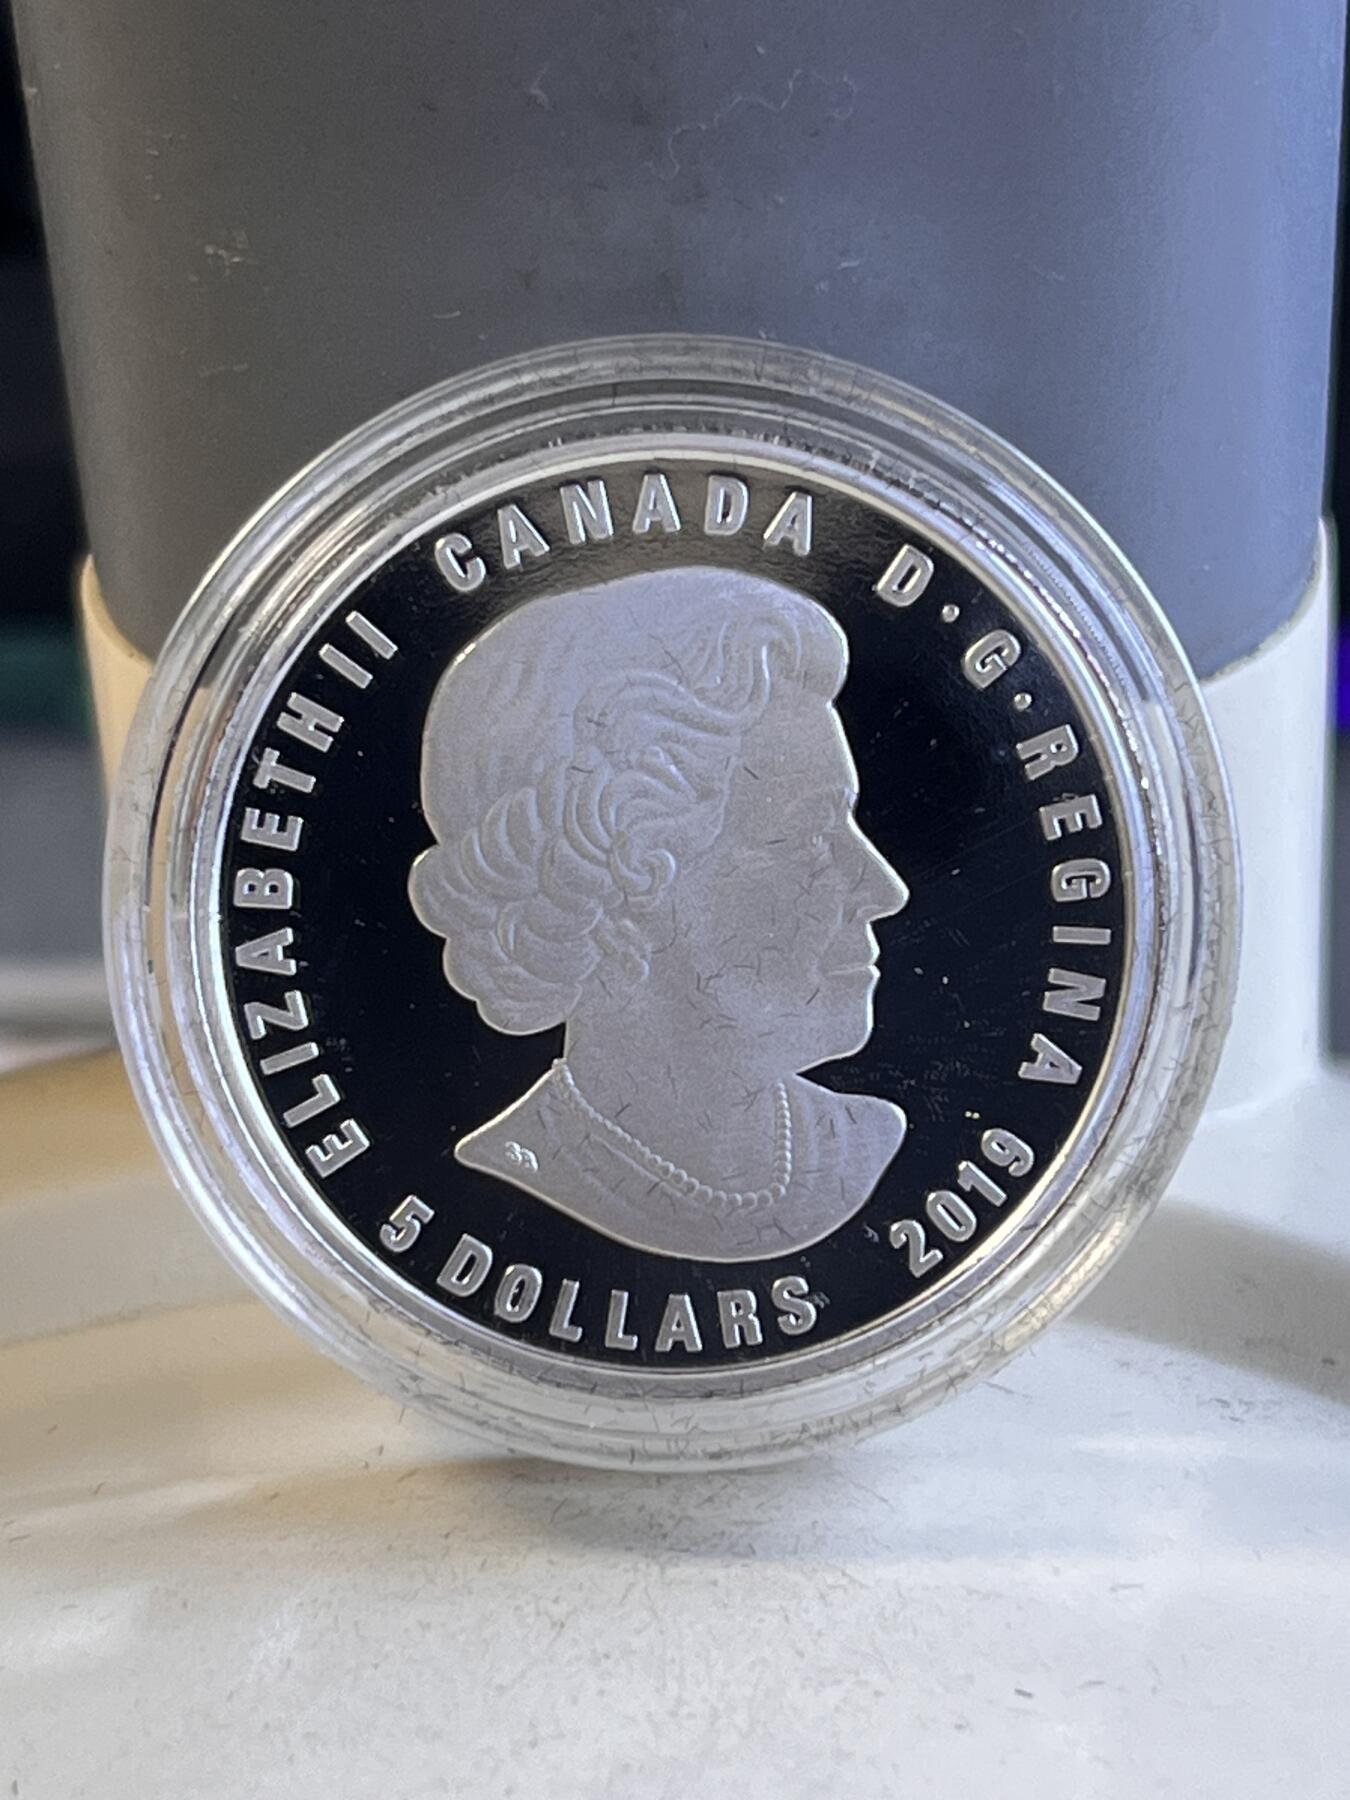 ELIZABETH II CANADA D·G·REGINA
5 DOLLARS 2019